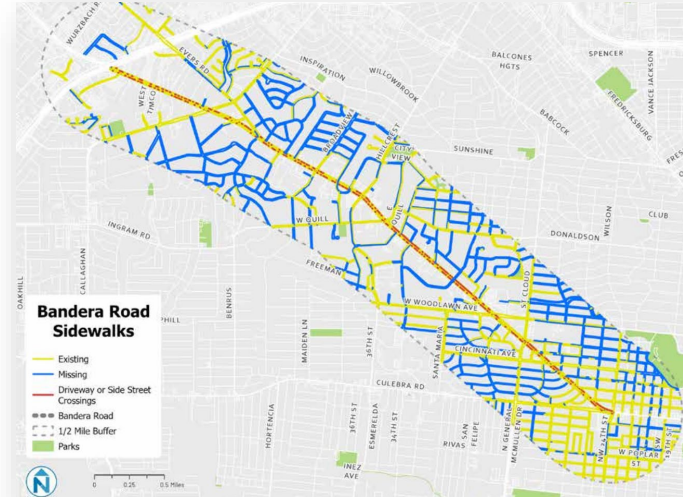 WURZBACH R
EVERS RD
INSPIRATION
WILLOWBROOK
BALCONES
HGTS
SPENCER
VANCE JACKSON
FREDRICKSBURG
BABCOCK
WEST
BROADVIEW
HILLCREST
CITY
VIEW
SUNSHINE
FRES
W QUILL
E
QUILL
WILSON
CLUB
DONALDSON
INGRAM RD
FREEMAN
OAKHILL
CALLAGHAN
BENRUS
ST CLOUD
W WOODLAWN AVE
Bandera Road
Sidewalks
PHILL
MAIDEN LN
36TH ST
SANTA MARIA
CINCINNATI AVE
Existing
Missing
Driveway or Side Street
Crossings
Bandera Road
1/2 Mile Buffer
Parks
CULEBRA RD
HORTENCIA
36TH ST
ESMERELDA
34TH ST
RIVAS
SAN
FELIPE
N GENERAL
MCMULLEN DR
NW 24TH ST
W POPLAR
ST
19TH ST
INEZ
AVE
N
0 0.25 0.5 Miles